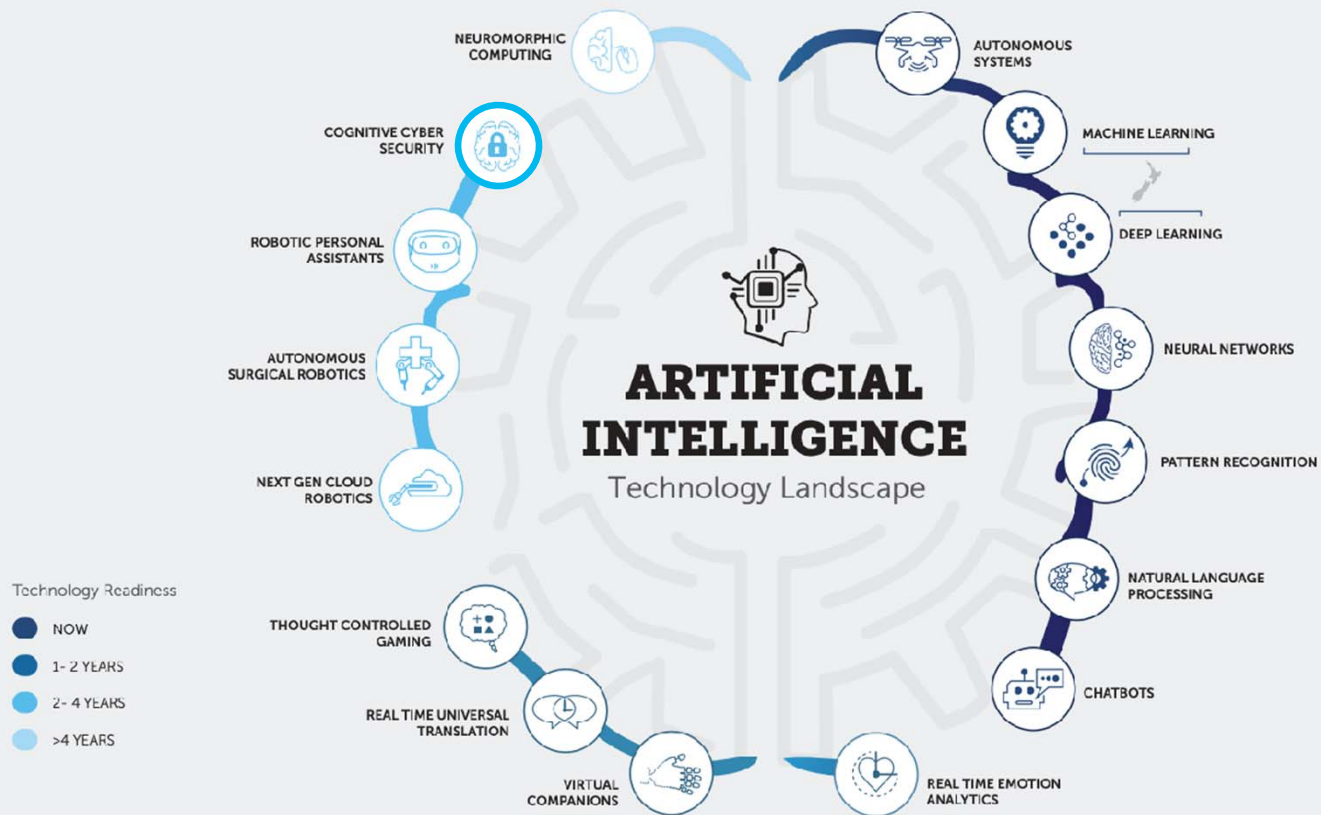 NEUROMORPHIC
COMPUTING
AUTONOMOUS
SYSTEMS
COGNITIVE CYBER
SECURITY
MACHINE LEARNING
ROBOTIC PERSONAL
ASSISTANTS
DEEP LEARNING
AUTONOMOUS
SURGICAL ROBOTICS
NEURAL NETWORKS
ARTIFICIAL
INTELLIGENCE
Technology Landscape
NEXT GEN CLOUD
ROBOTICS
PATTERN RECOGNITION
NATURAL LANGUAGE
PROCESSING
Technology Readiness
NOW
1- 2 YEARS
2- 4 YEARS
>4 YEARS
THOUGHT CONTROLLED
GAMING
REAL TIME UNIVERSAL
TRANSLATION
CHATBOTS
VIRTUAL
COMPANIONS
REAL TIME EMOTION
ANALYTICS